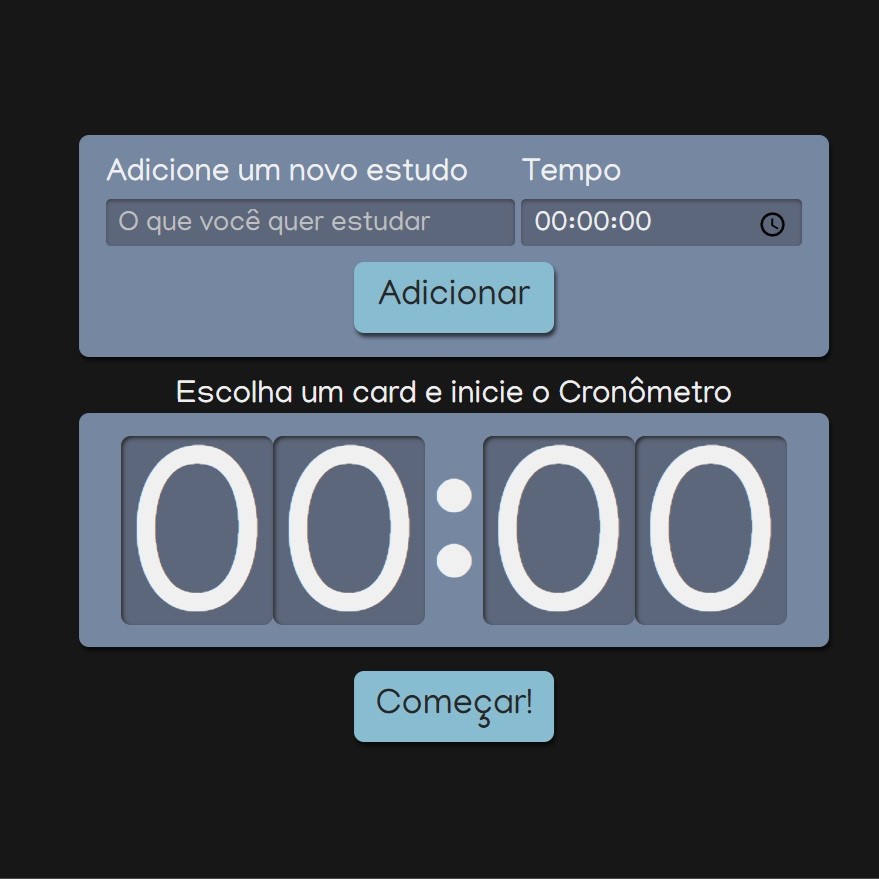 Adicione um novo estudo Tempo
O que você quer estudar 00:00:00
Adicionar
Escolha um card e inicie o Cronômetro
00:00
Começar!